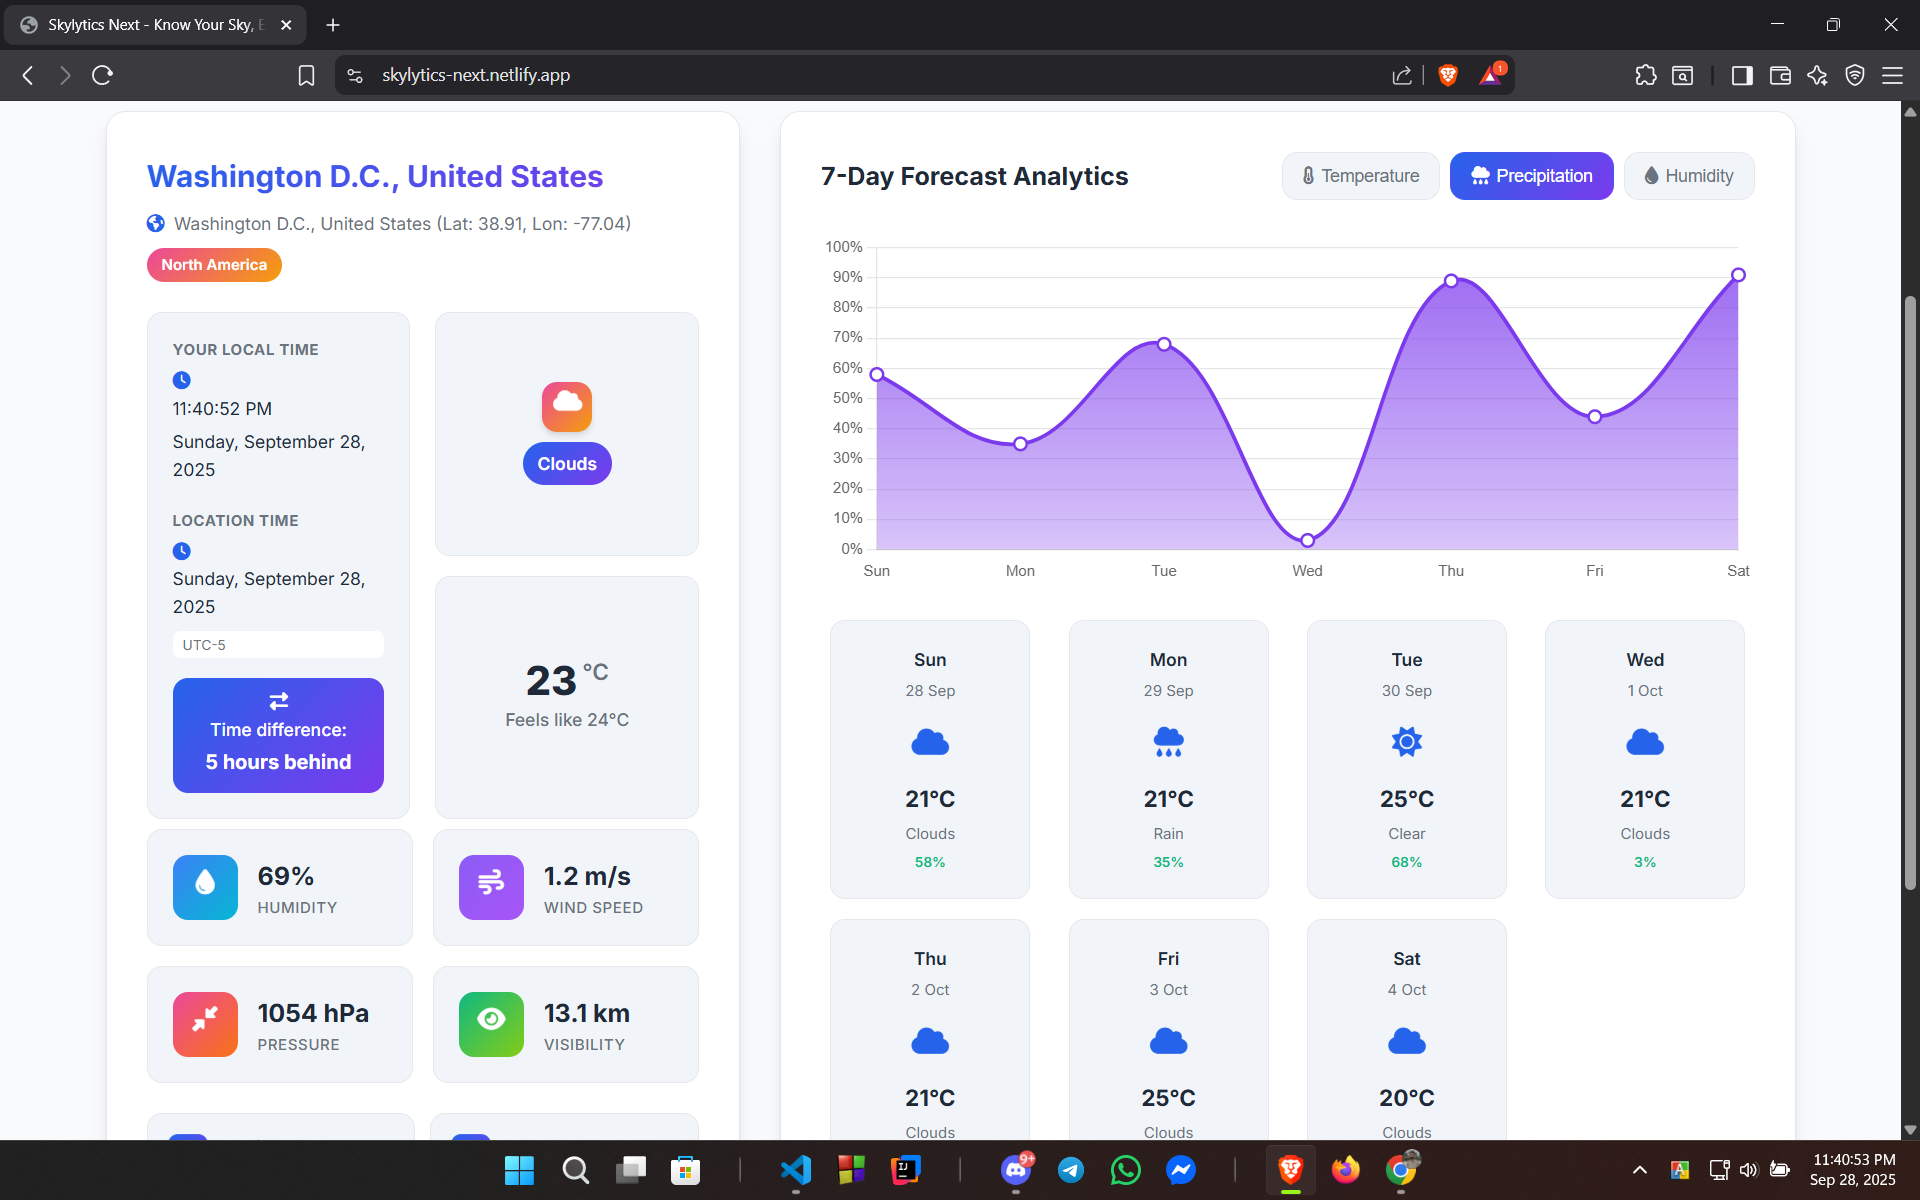 Skylytics Next - Know Your Sky,
skylytics-next.netlify.app
1
Washington D.C., United States
Washington D.C., United States (Lat: 38.91, Lon: -77.04)
North America
YOUR LOCAL TIME
11:40:52 PM
Sunday, September 28,
2025
LOCATION TIME
Sunday, September 28,
2025
UTC-5
Time difference:
5 hours behind
Clouds
23 °C
Feels like 24°C
69%
HUMIDITY
1.2 m/s
WIND SPEED
1054 hPa
PRESSURE
13.1 km
VISIBILITY
7-Day Forecast Analytics
Temperature
Precipitation
Humidity
100%
90%
80%
70%
60%
50%
40%
30%
20%
10%
0%
Sun Mon Tue Wed Thu Fri Sat
Sun
28 Sep
21°C
Clouds
58%
Mon
29 Sep
21°C
Rain
35%
Tue
30 Sep
25°C
Clear
68%
Wed
1 Oct
21°C
Clouds
3%
Thu
2 Oct
21°C
Clouds
Fri
3 Oct
25°C
Clouds
Sat
4 Oct
20°C
Clouds
IJ
9+
A
11:40:53 PM
Sep 28, 2025